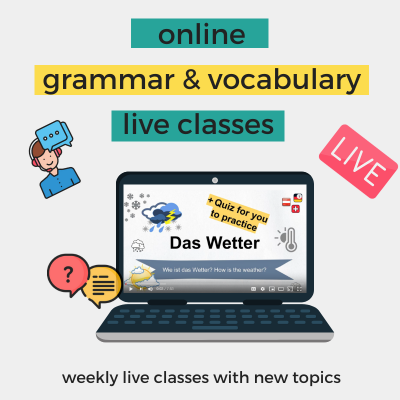 online
grammar & vocabulary
live classes
LIVE
+ Quiz for you
to practice
Das Wetter
Wie ist das Wetter? How is the weather?
?
weekly live classes with new topics